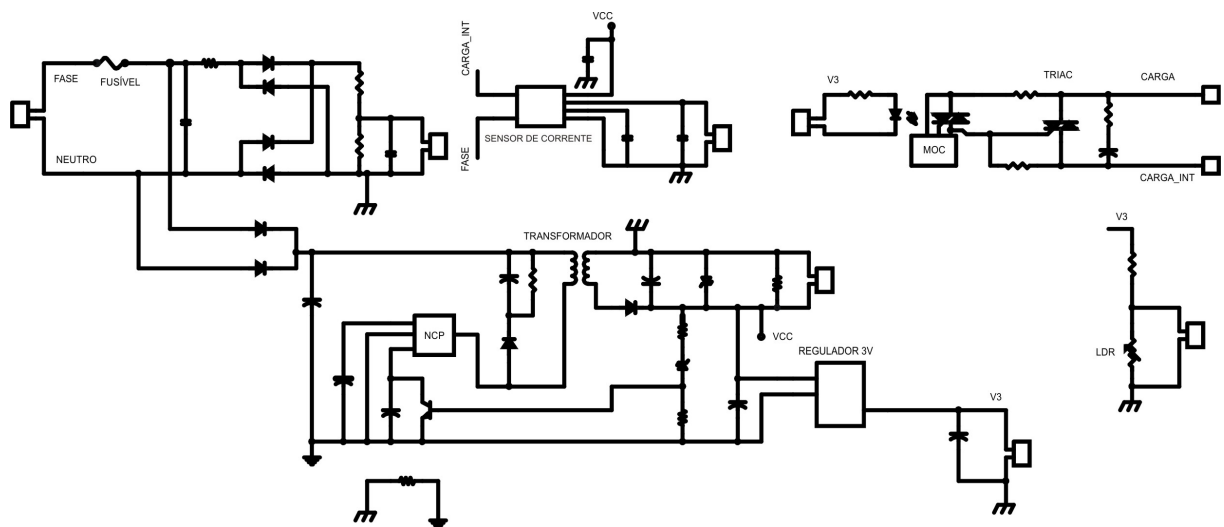 VCC
CARGA_INT
FASE
FUSÍVEL
V3
TRIAC
CARGA
SENSOR DE CORRENTE
MOC
NEUTRO
FASE
CARGA_INT
V3
TRANSFORMADOR
NCP
VCC
REGULADOR 3V
LDR
V3